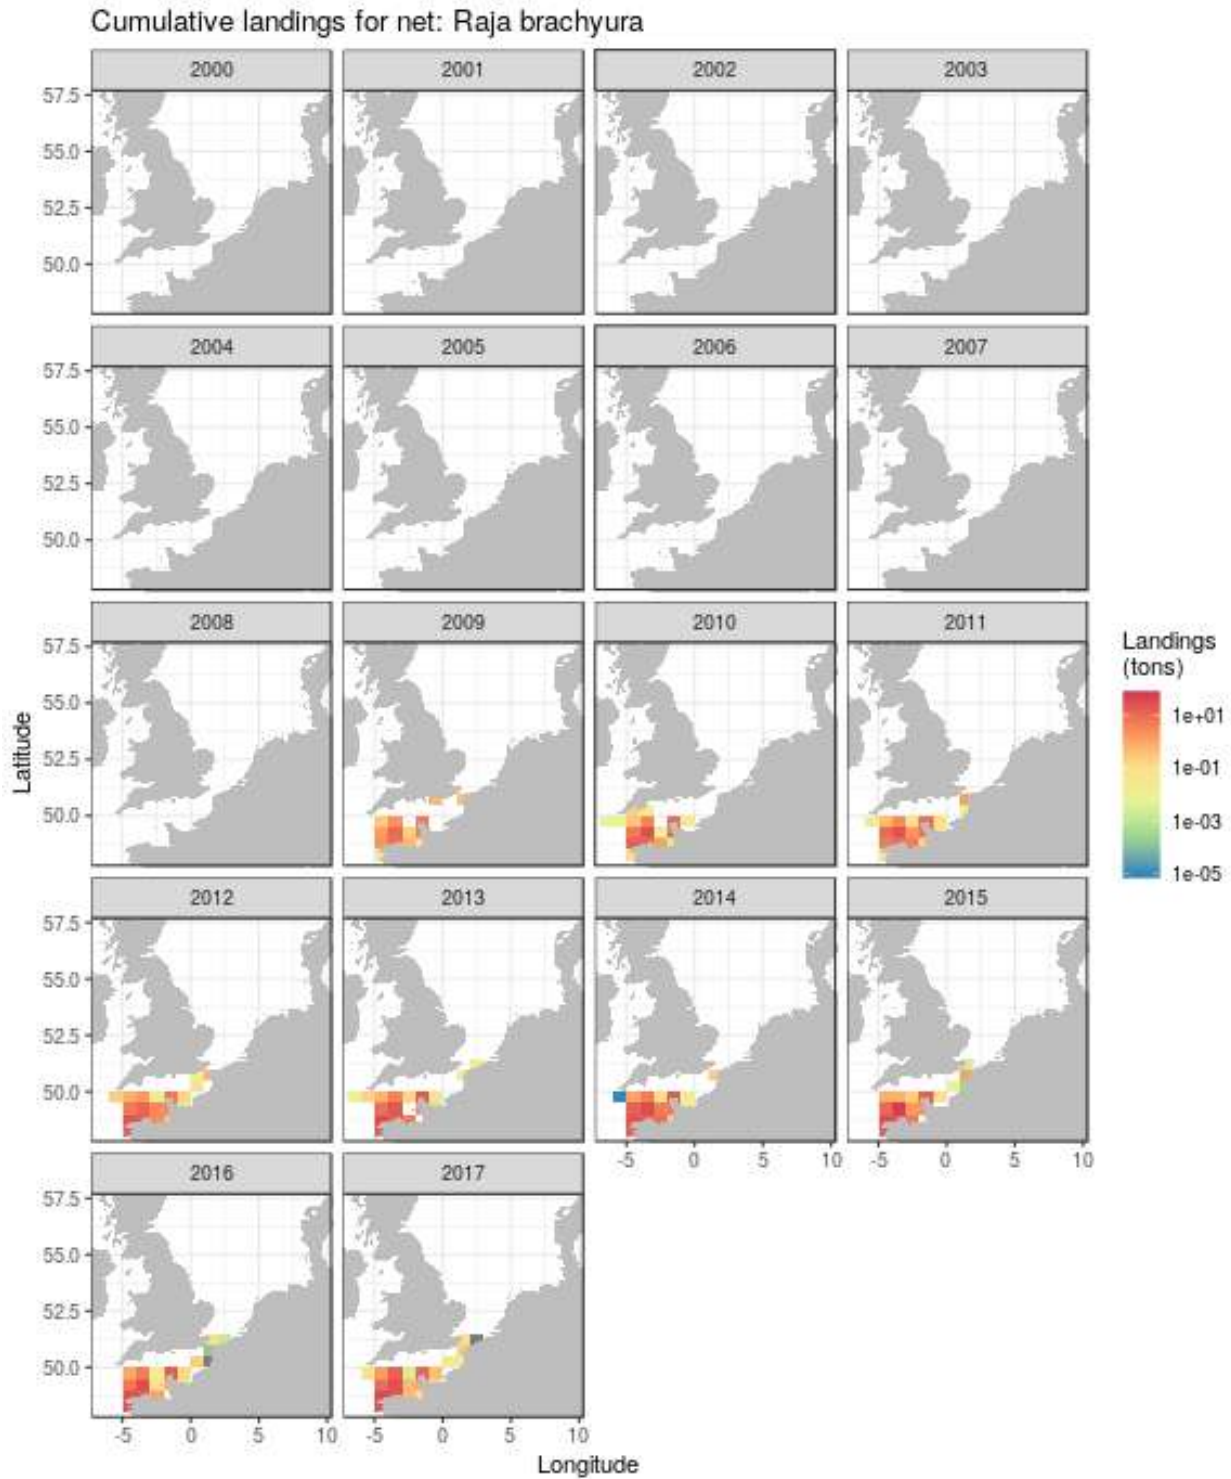 Cumulative landings for net: Raja brachyura
2000 2001 2002 2003
57.5
55.0
52.5
50.0
2004 2005 2006 2007
57.5
55.0
52.5
50.0
2008 2009 2010 2011
57.5
55.0
52.5
50.0
Latitude
Landings
(tons)
1e+01
1e-01
1e-03
1e-05
2012 2013 2014 2015
57.5
55.0
52.5
50.0
-5 0 5 10 -5 0 5 10
2016 2017
57.5
55.0
52.5
50.0
-5 0 5 10 -5 0 5 10
Longitude